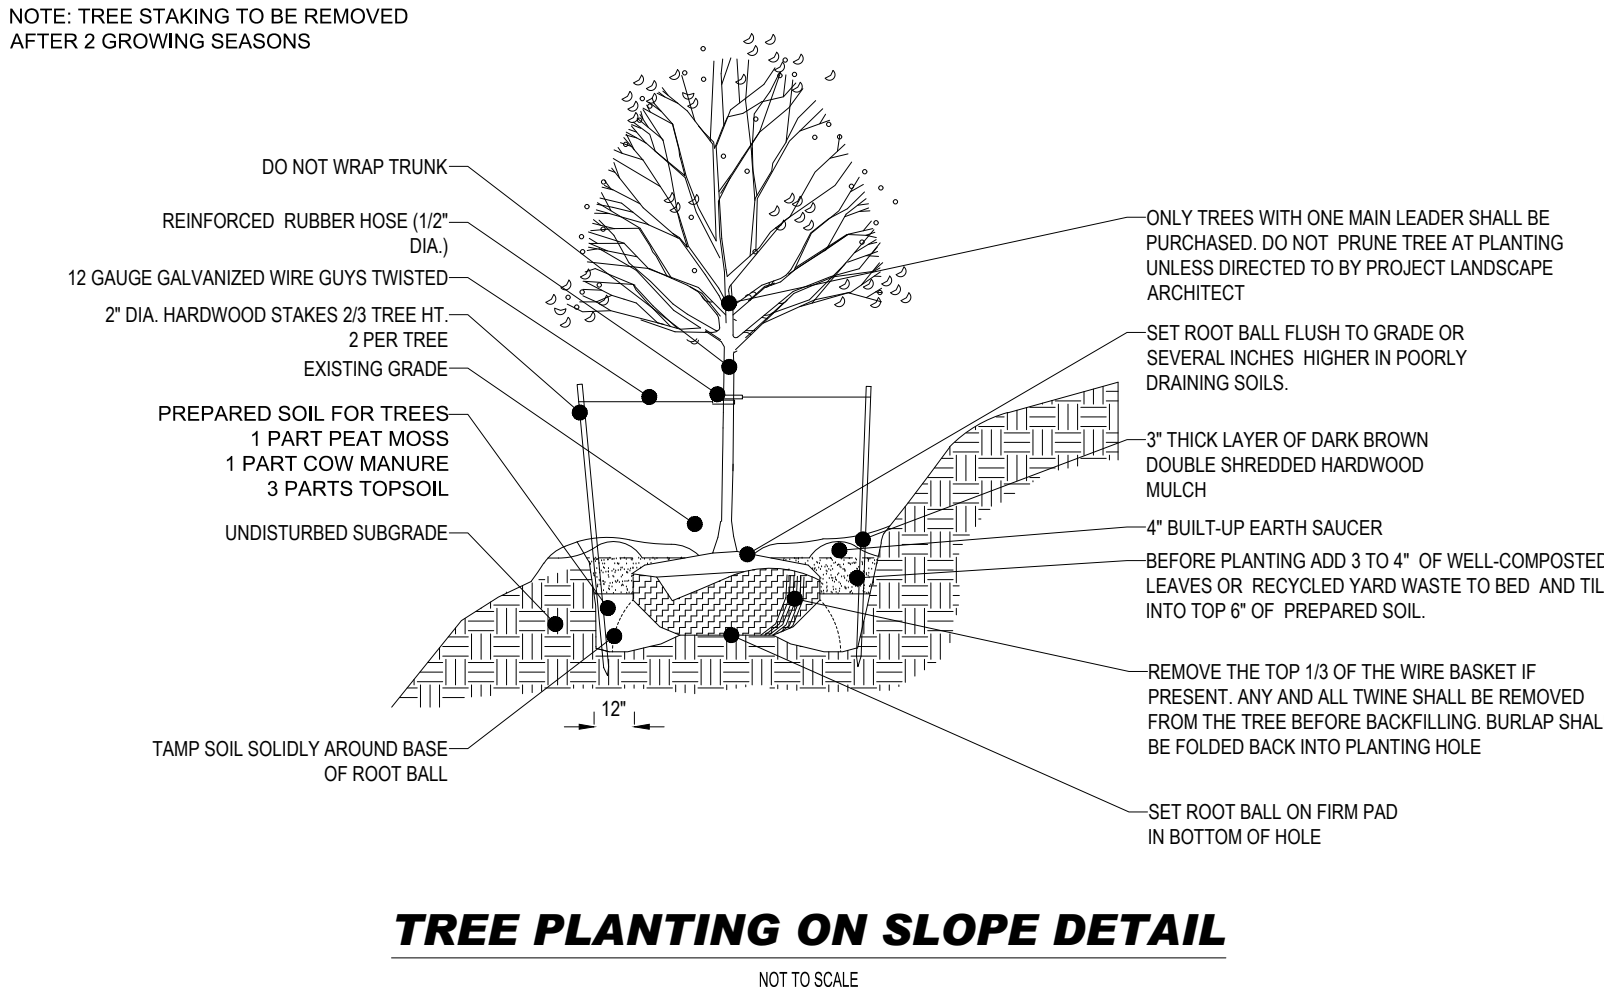 NOTE: TREE STAKING TO BE REMOVED
AFTER 2 GROWING SEASONS
DO NOT WRAP TRUNK
REINFORCED RUBBER HOSE (1/2"
DIA.)
12 GAUGE GALVANIZED WIRE GUYS TWISTED
2" DIA. HARDWOOD STAKES 2/3 TREE HT.
2 PER TREE
EXISTING GRADE
PREPARED SOIL FOR TREES
1 PART PEAT MOSS
1 PART COW MANURE
3 PARTS TOPSOIL
UNDISTURBED SUBGRADE
TAMP SOIL SOLIDLY AROUND BASE
OF ROOT BALL
12"
ONLY TREES WITH ONE MAIN LEADER SHALL BE
PURCHASED. DO NOT PRUNE TREE AT PLANTING
UNLESS DIRECTED TO BY PROJECT LANDSCAPE
ARCHITECT
SET ROOT BALL FLUSH TO GRADE OR
SEVERAL INCHES HIGHER IN POORLY
DRAINING SOILS.
3" THICK LAYER OF DARK BROWN
DOUBLE SHREDDED HARDWOOD
MULCH
4" BUILT-UP EARTH SAUCER
BEFORE PLANTING ADD 3 TO 4" OF WELL-COMPOSTED
LEAVES OR RECYCLED YARD WASTE TO BED AND TIL
INTO TOP 6" OF PREPARED SOIL.
REMOVE THE TOP 1/3 OF THE WIRE BASKET IF
PRESENT. ANY AND ALL TWINE SHALL BE REMOVED
FROM THE TREE BEFORE BACKFILLING. BURLAP SHAL
BE FOLDED BACK INTO PLANTING HOLE
SET ROOT BALL ON FIRM PAD
IN BOTTOM OF HOLE
TREE PLANTING ON SLOPE DETAIL
NOT TO SCALE